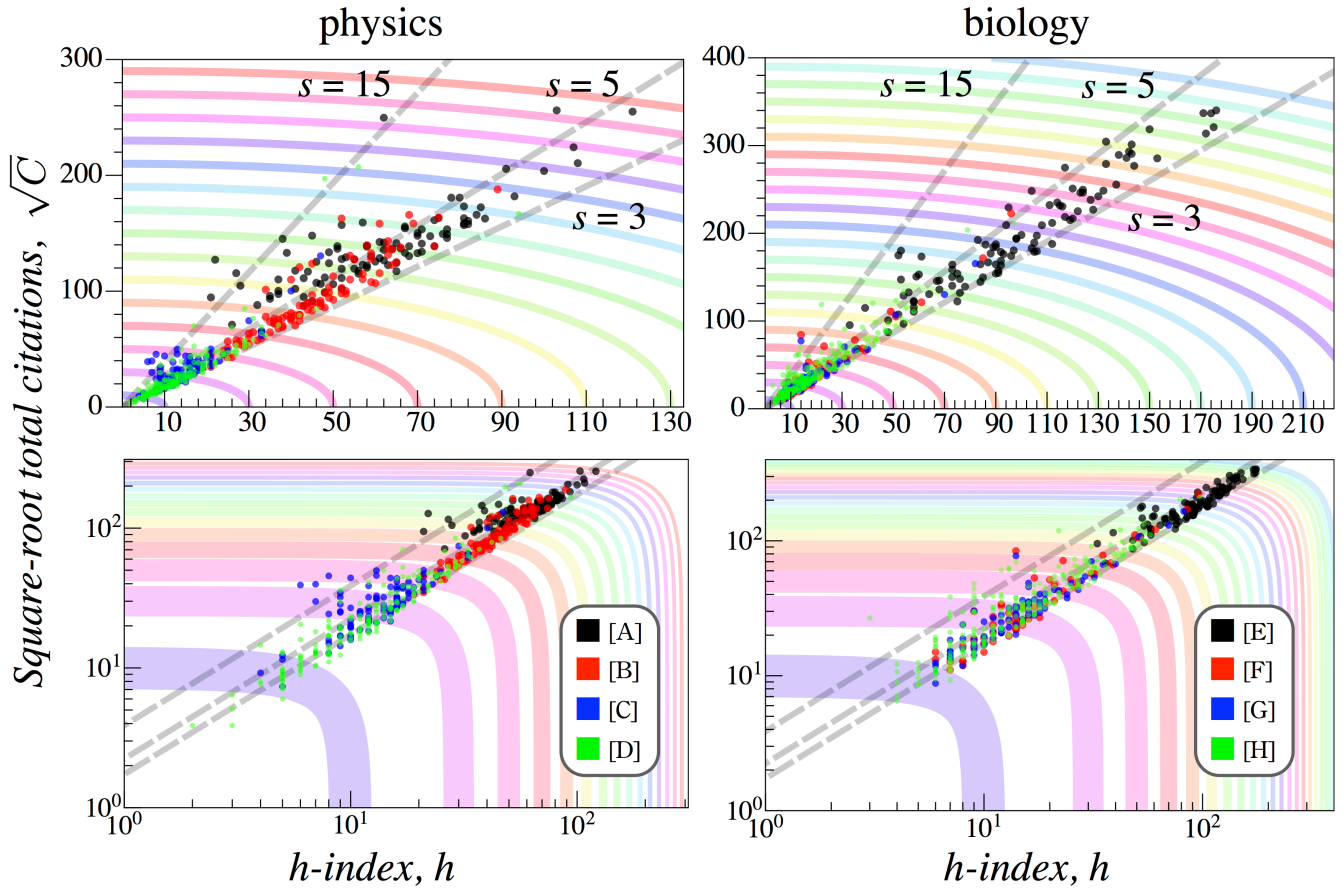 physics
biology
Square-root total citations, √C
300
200
100
0
s = 15
s = 5
s = 3
10 30 50 70 90 110 130
400
300
200
100
0
s = 15
s = 5
s = 3
10 30 50 70 90 110 130 150 170 190 210
10²
10¹
10⁰
10⁰ 10¹ 10²
[A]
[B]
[C]
[D]
h-index, h
10²
10¹
10⁰
10⁰ 10¹ 10²
[E]
[F]
[G]
[H]
h-index, h